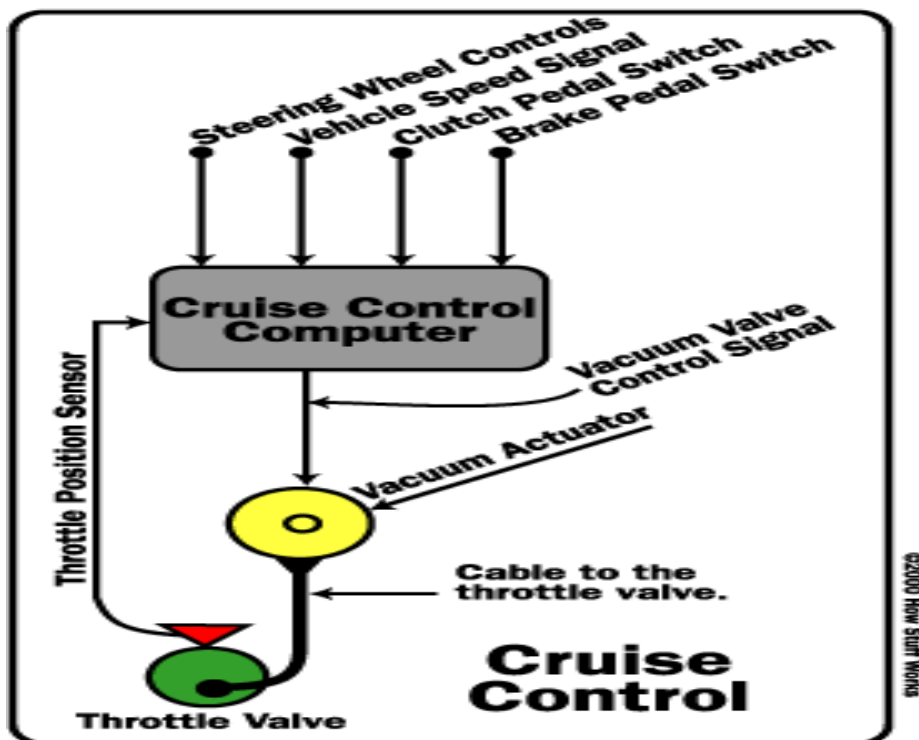 Steering Wheel Controls
Vehicle Speed Signal
Clutch Pedal Switch
Brake Pedal Switch
Cruise Control
Computer
Vacuum Valve
Control Signal
Throttle Position Sensor
Vacuum Actuator
Cable to the
throttle valve.
Cruise
Control
Throttle Valve
©2000 How Stuff Works